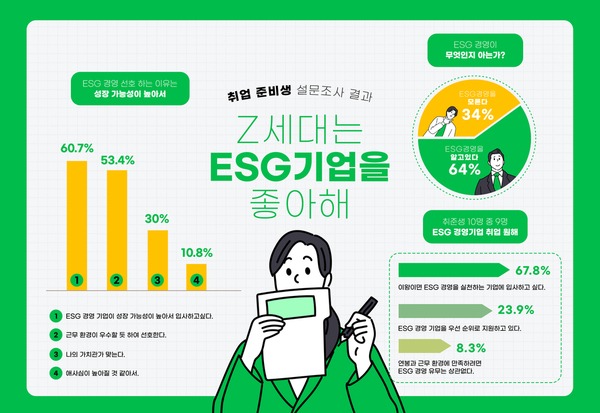 취업 준비생 설문조사 결과
Z세대는
ESG기업을
좋아해
ESG 경영 선호 하는 이유는
성장 가능성이 높아서
60.7%
53.4%
30%
10.8%
1
2
3
4
1 ESG 경영 기업이 성장 가능성이 높아서 입사하고싶다.
2 근무 환경이 우수할 듯 하여 선호한다.
3 나의 가치관가 맞는다.
4 애사심이 높아질 것 같아서.
ESG 경영이
무엇인지 아는가?
ESG경영을
모른다
34%
ESG경영을
알고있다
64%
취준생 10명 중 9명
ESG 경영기업 취업 원해
67.8%
이왕이면 ESG 경영을 실천하는 기업에 입사하고 싶다.
23.9%
ESG 경영 기업을 우선 순위로 지원하고 있다.
8.3%
연봉과 근무 환경에 만족하려면
ESG 경영 유무는 상관없다.